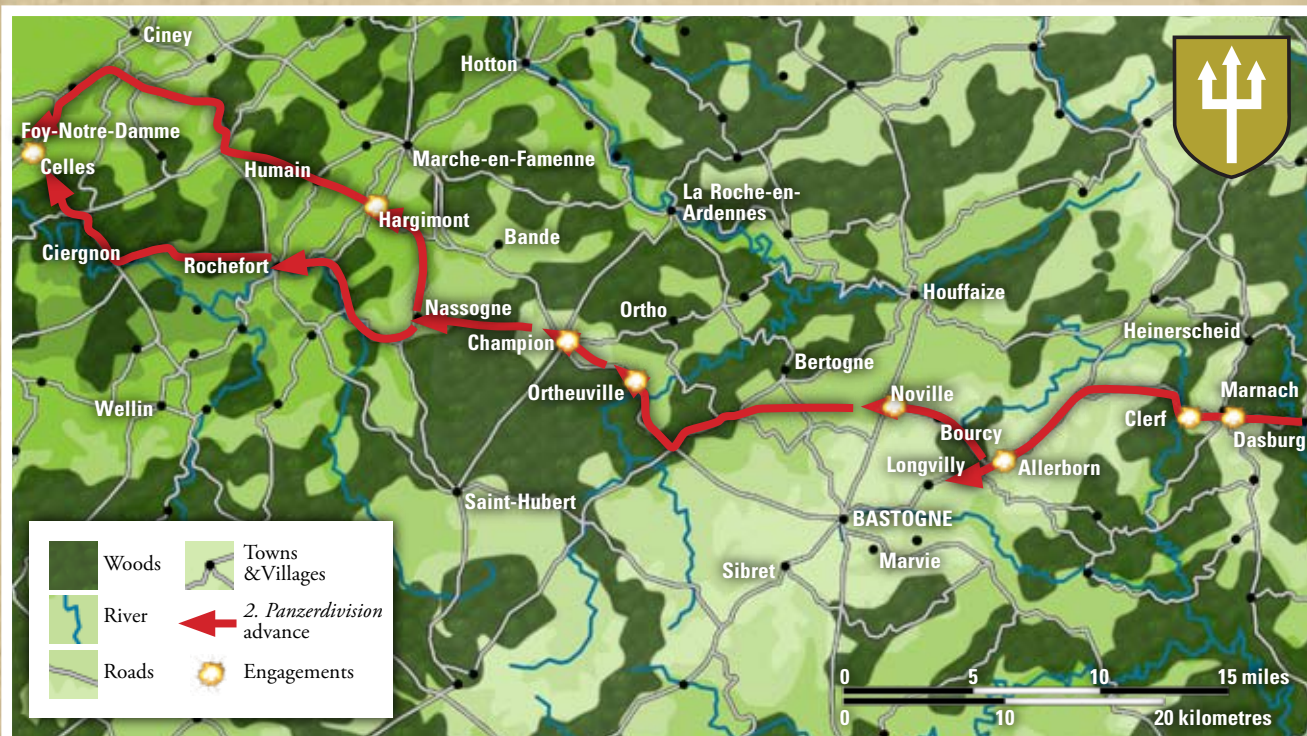 Ciney
Hotton
Foy-Notre-Dame
Celles
Humain
Marche-en-Famenne
Hargimont
La Roche-en-
Ardennes
Bande
Ciergnon
Rochefort
Nassogne
Ortho
Houffaize
Champion
Heinerscheid
Bertogne
Ortheuville
Wellin
Noville
Marnach
Clerf
Dasburg
Bourcy
Longvilly
Allerborn
Saint-Hubert
BASTOGNE
Marvie
Sibret
Woods
Towns
&Villages
River
2. Panzerdivision
advance
Roads
Engagements
0 5 10 15 miles
0 10 20 kilometres